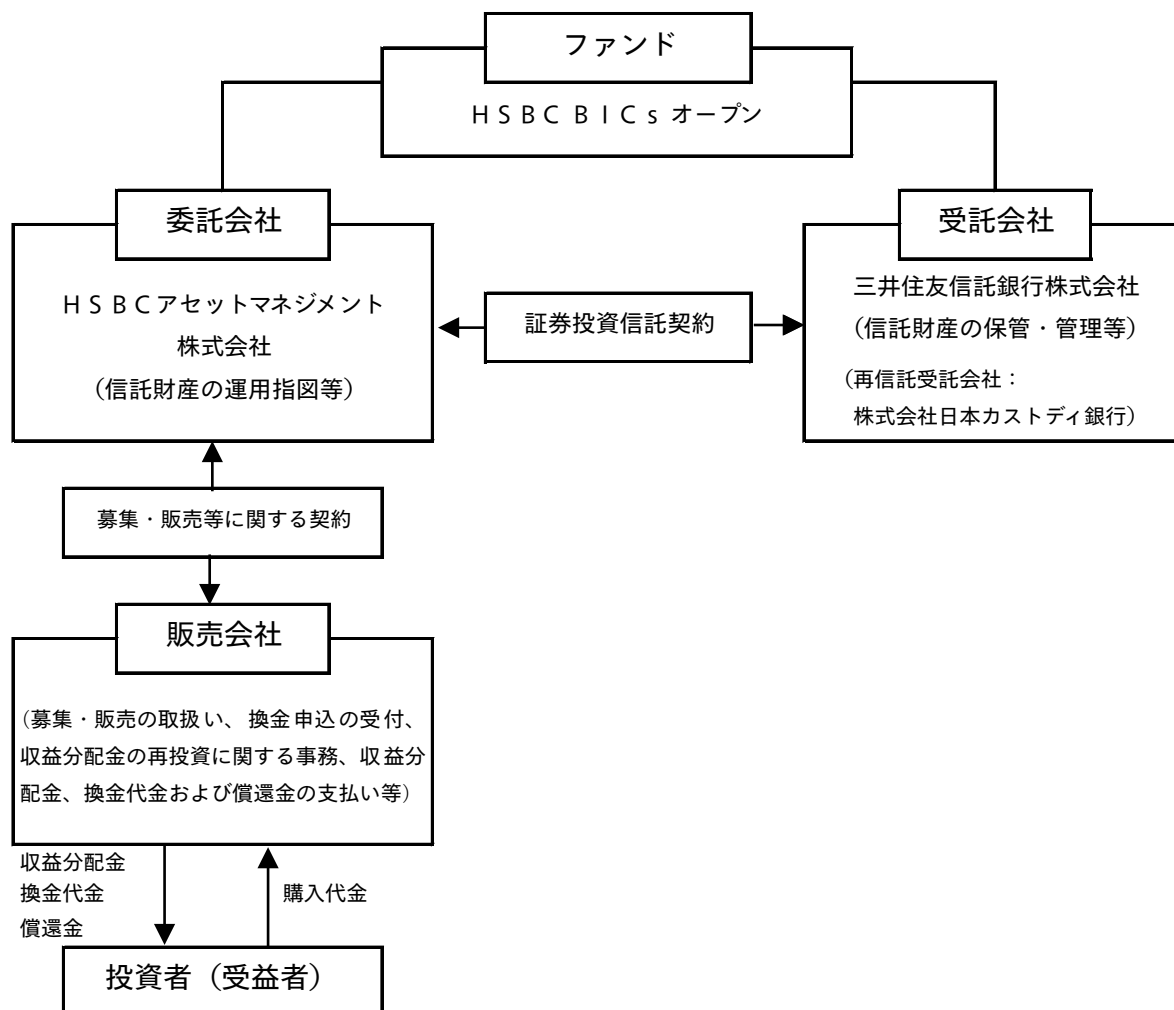 ファンド
ＨＳＢＣ ＢＩＣｓ オープン
委託会社
ＨＳＢＣアセットマネジメント
株式会社
（信託財産の運用指図等）
証券投資信託契約
受託会社
三井住友信託銀行株式会社
（信託財産の保管・管理等）
（再信託受託会社：
株式会社日本カストディ銀行）
募集・販売等に関する契約
販売会社
（募集・販売の取扱い、換金申込の受付、
収益分配金の再投資に関する事務、収益分
配金、換金代金および償還金の支払い等）
収益分配金
換金代金
償還金
購入代金
投資者（受益者）